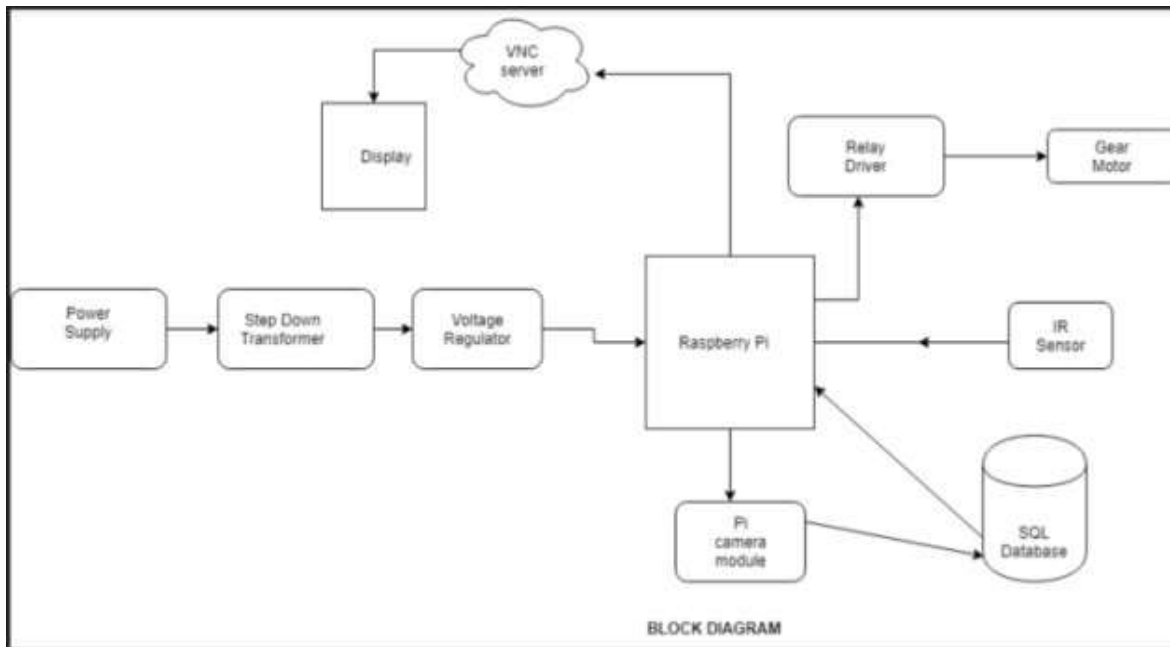 VNC
server
Display
Relay
Driver
Gear
Motor
Power
Supply
Step Down
Transformer
Voltage
Regulator
Raspberry Pi
IR
Sensor
Pi
camera
module
SQL
Database
BLOCK DIAGRAM